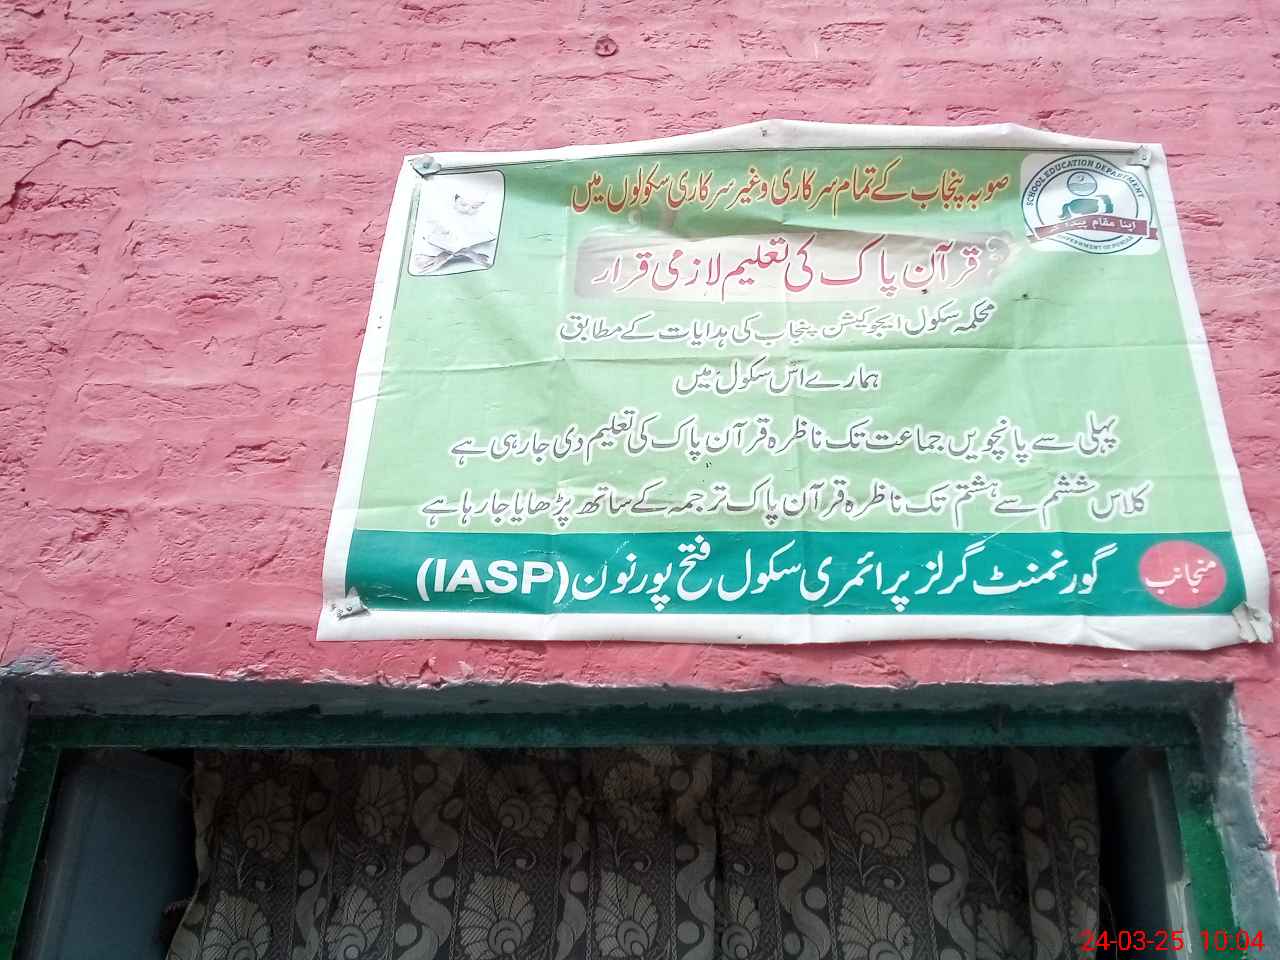 صوبہ پنجاب کے تمام سرکاری و غیر سرکاری سکولوں میں
SCHOOL EDUCATION DEPARTMENT
اپنا مقام پیدا کر
GOVERNMENT OF PUNJAB
قرآن پاک کی تعلیم لازمی قرار
محکمہ سکول ایجوکیشن پنجاب کی ہدایات کے مطابق
ہمارے اس سکول میں
پہلی سے پانچویں جماعت تک ناظرہ قرآن پاک کی تعلیم دی جا رہی ہے
کلاس ششم سے ہشتم تک ناظرہ قرآن پاک ترجمہ کے ساتھ پڑھایا جا رہا ہے
منجانب گورنمنٹ گرلز پرائمری سکول فتح پور نون (IASP)
24-03-25 10:04